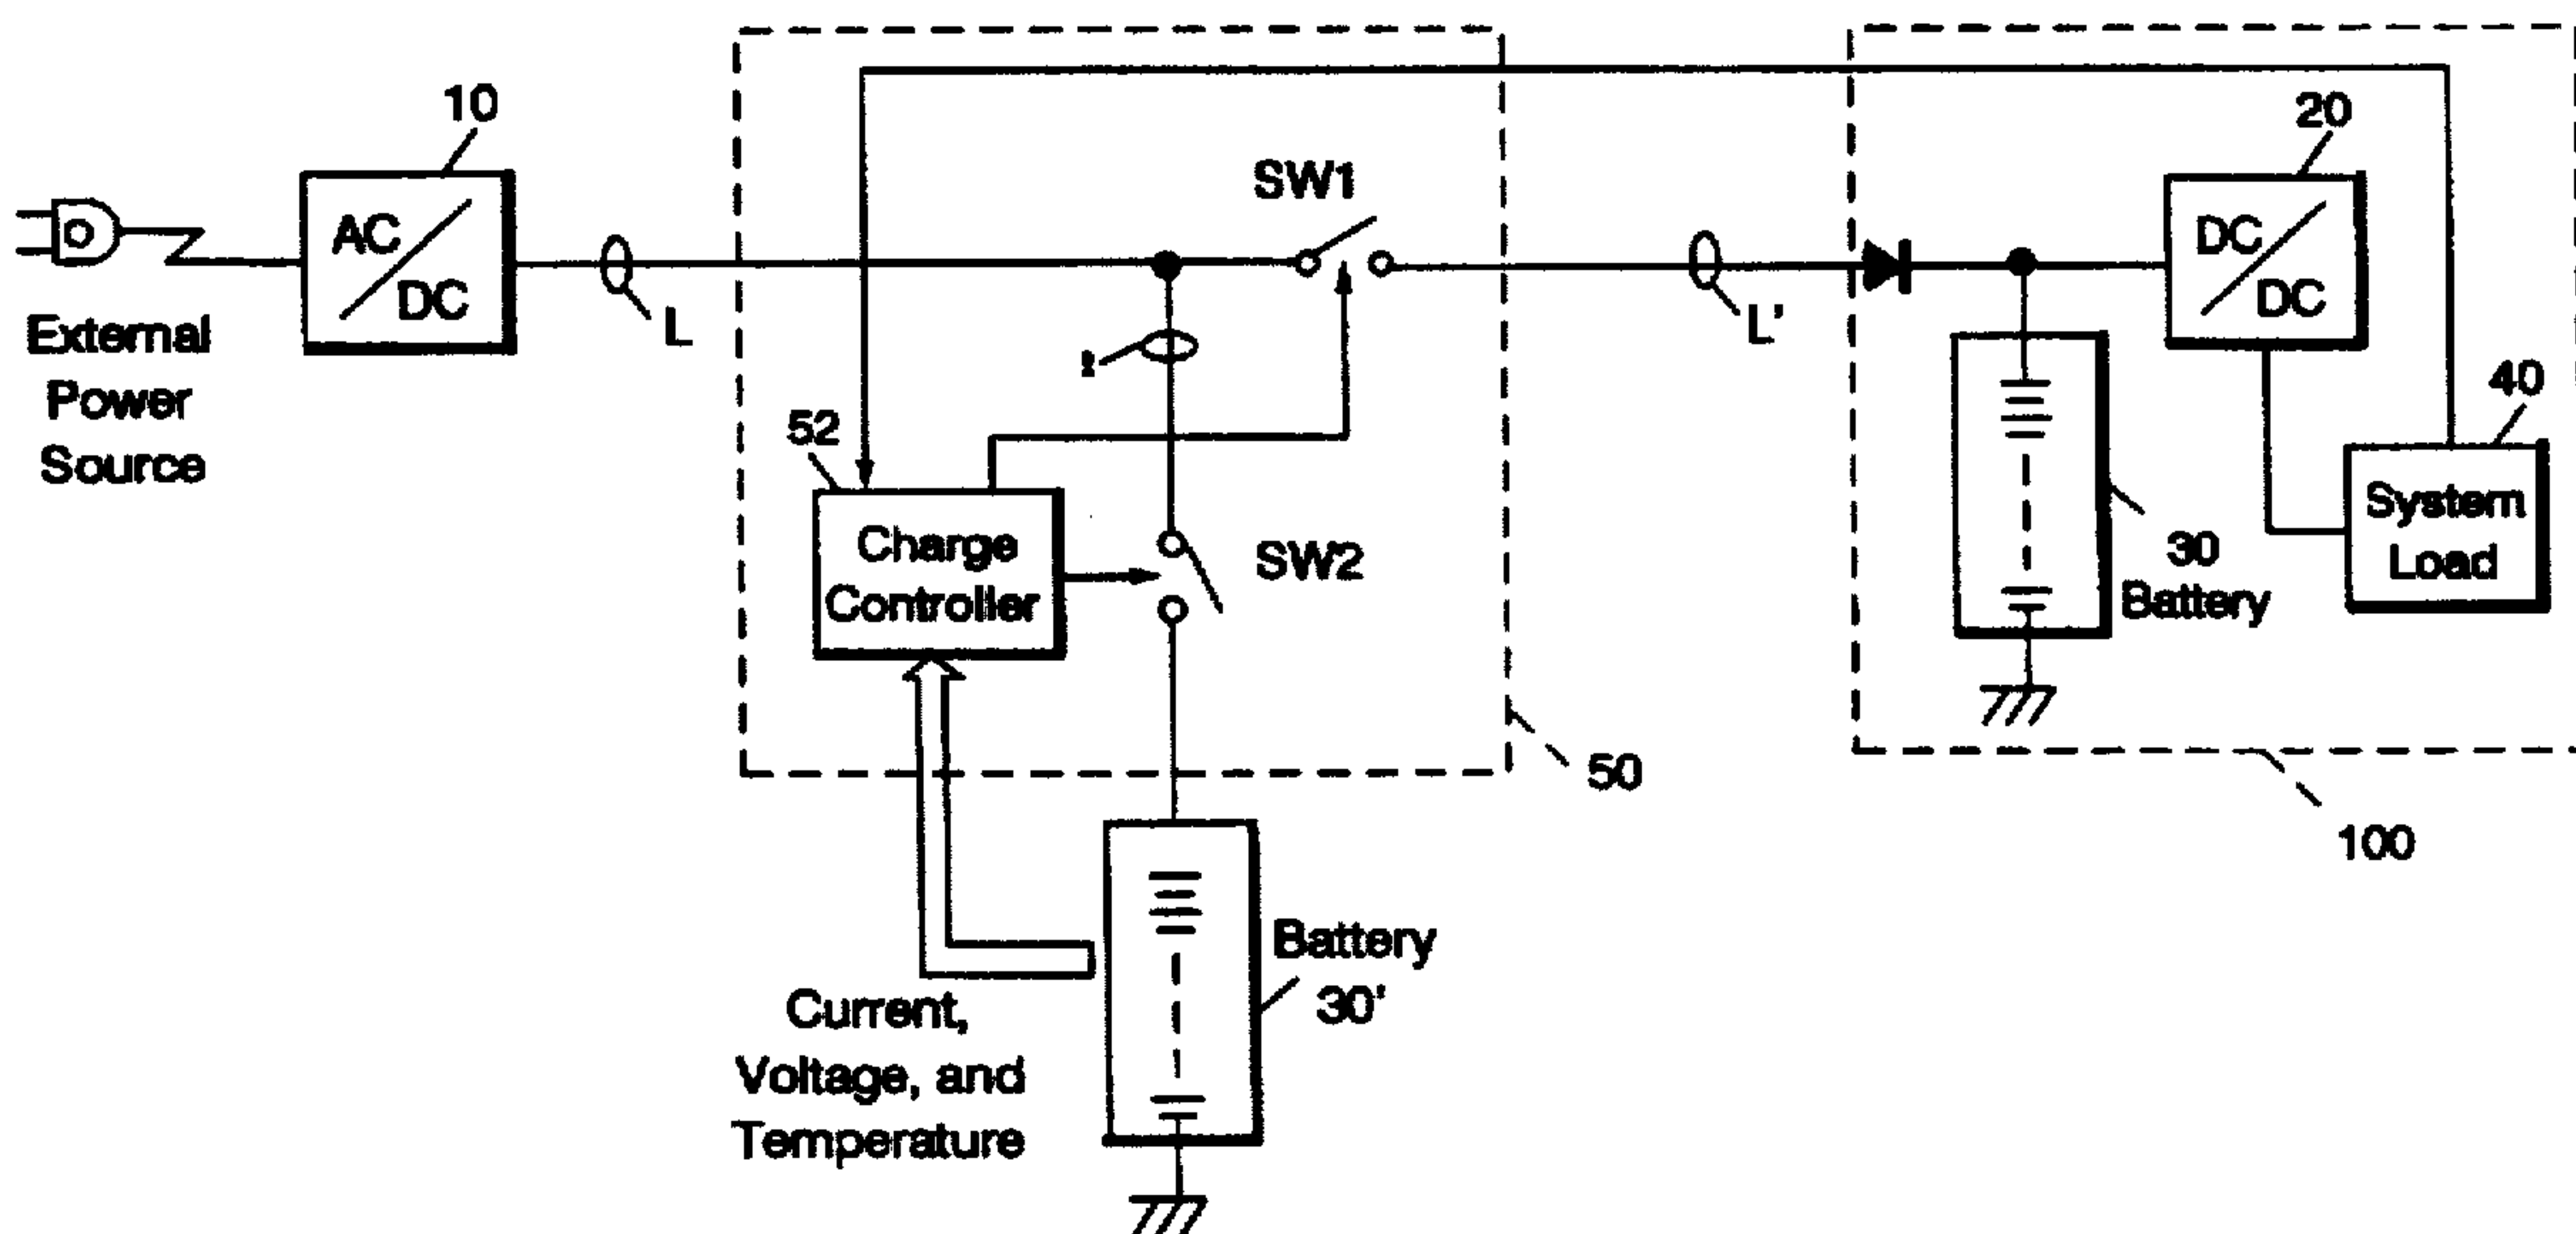 10
AC
DC
External
Power
Source
L
SW1
52
Charge
Controller
SW2
50
Current,
Voltage, and
Temperature
Battery
30'
L'
20
DC
DC
40
System
Load
30
Battery
100